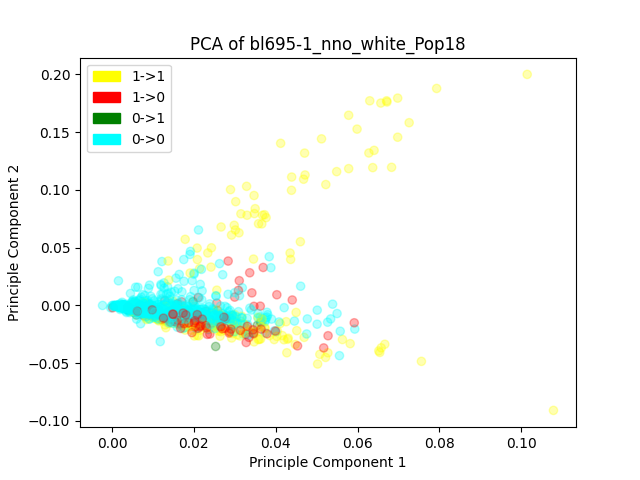 PCA of bl695-1_nno_white_Pop18
1->1
1->0
0->1
0->0
Principle Component 2
0.20
0.15
0.10
0.05
0.00
−0.05
−0.10
0.00 0.02 0.04 0.06 0.08 0.10
Principle Component 1